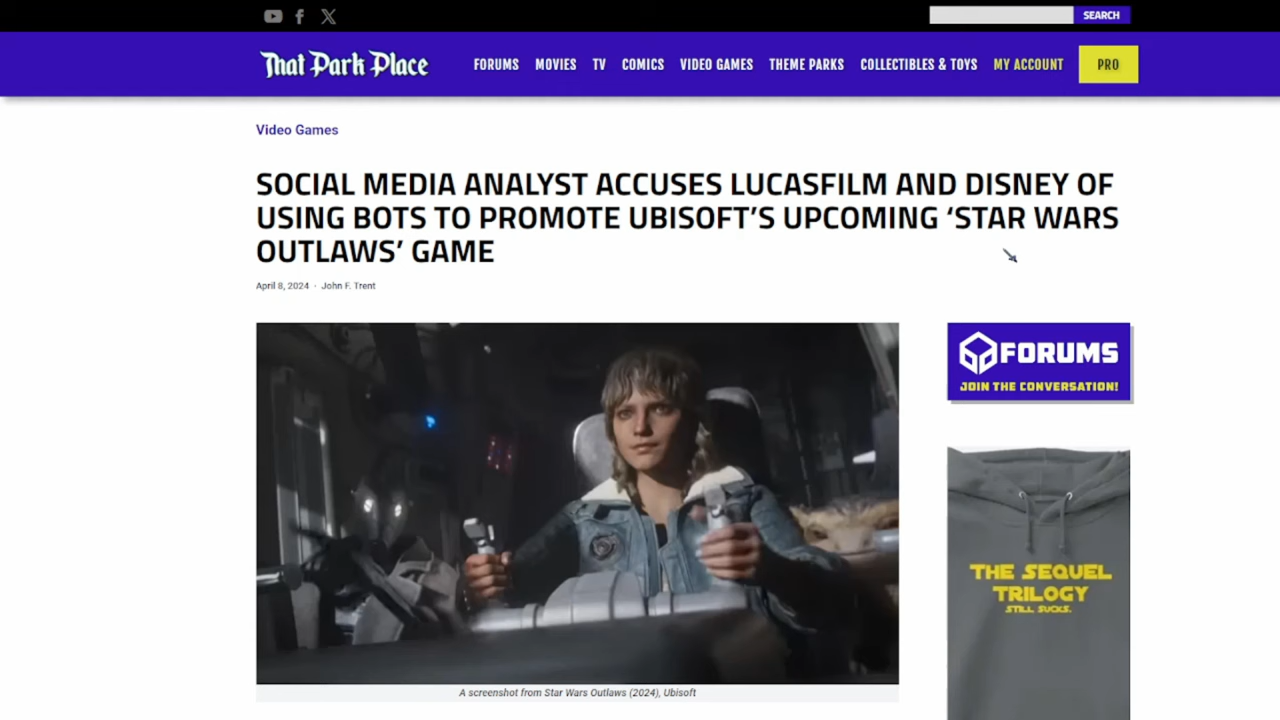 SEARCH
That Park Place
FORUMS MOVIES TV COMICS VIDEO GAMES THEME PARKS COLLECTIBLES & TOYS MY ACCOUNT PRO
Video Games
SOCIAL MEDIA ANALYST ACCUSES LUCASFILM AND DISNEY OF
USING BOTS TO PROMOTE UBISOFT’S UPCOMING ‘STAR WARS
OUTLAWS’ GAME
April 8, 2024 · John F. Trent
FORUMS
JOIN THE CONVERSATION!
THE SEQUEL
TRILOGY
STILL SUCKS.
A screenshot from Star Wars Outlaws (2024), Ubisoft